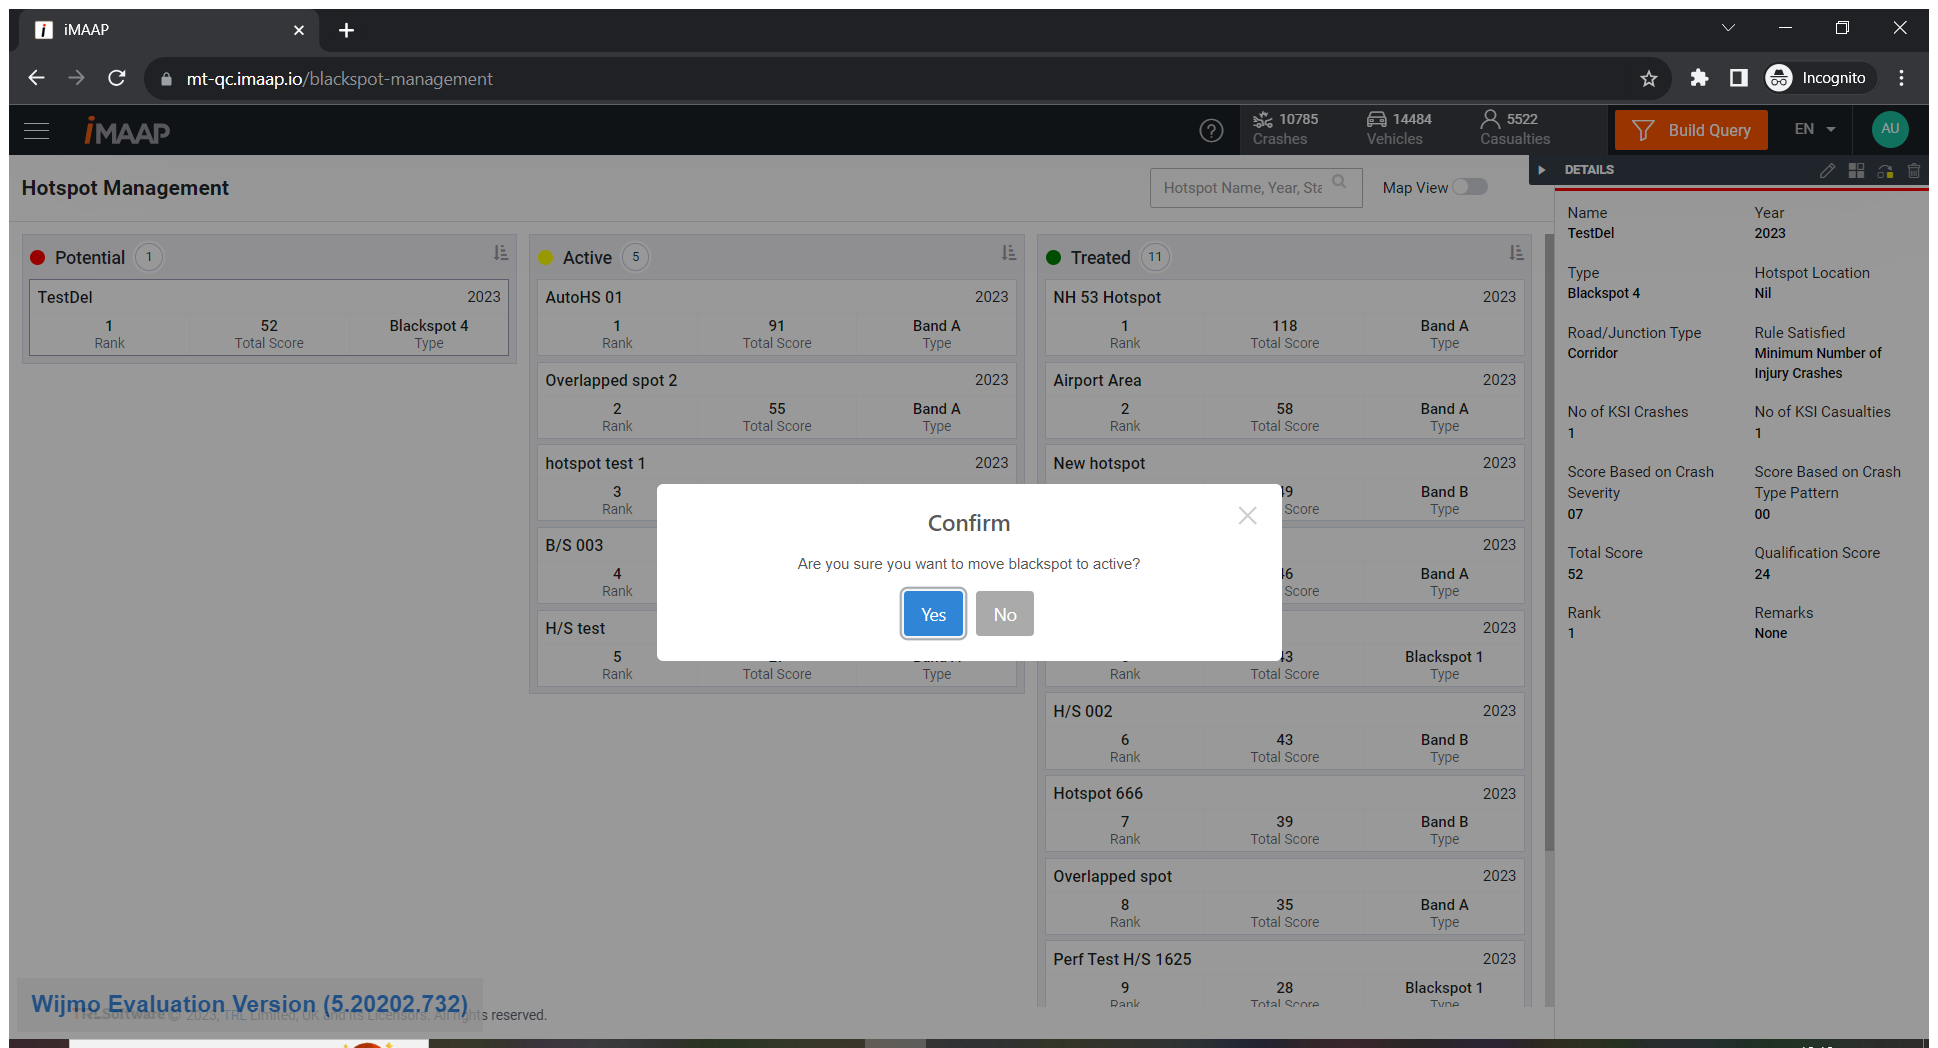 iMAAP
mt-qc.imaap.io/blackspot-management
Incognito
iMAAP
10785
Crashes
14484
Vehicles
5522
Casualties
Build Query
EN
AU
Hotspot Management
Hotspot Name, Year, Sta
Map View
DETAILS
Potential 1
TestDel 2023
1 52 Blackspot 4
Rank Total Score Type
Active 5
AutoHS 01 2023
1 91 Band A
Rank Total Score Type
Overlapped spot 2 2023
2 55 Band A
Rank Total Score Type
hotspot test 1 2023
3
Rank
B/S 003
4
Rank
H/S test
5
Rank Total Score Type
Treated 11
NH 53 Hotspot 2023
1 118 Band A
Rank Total Score Type
Airport Area 2023
2 58 Band A
Rank Total Score Type
New hotspot 2023
Band B
Score Type
2023
Band A
Score Type
2023
Blackspot 1
Rank Total Score Type
H/S 002 2023
6 43 Band B
Rank Total Score Type
Hotspot 666 2023
7 39 Band B
Rank Total Score Type
Overlapped spot 2023
8 35 Band A
Rank Total Score Type
Perf Test H/S 1625 2023
9 28 Blackspot 1
Rank Total Score Type
Confirm
Are you sure you want to move blackspot to active?
Yes No
Name Year
TestDel 2023
Type Hotspot Location
Blackspot 4 Nil
Road/Junction Type Rule Satisfied
Corridor Minimum Number of
Injury Crashes
No of KSI Crashes No of KSI Casualties
1 1
Score Based on Crash Score Based on Crash
Severity Type Pattern
07 00
Total Score Qualification Score
52 24
Rank Remarks
1 None
Wijmo Evaluation Version (5.20202.732)
TRLSoftware © 2023, TRL Limited, UK and its Licensors. All rights reserved.